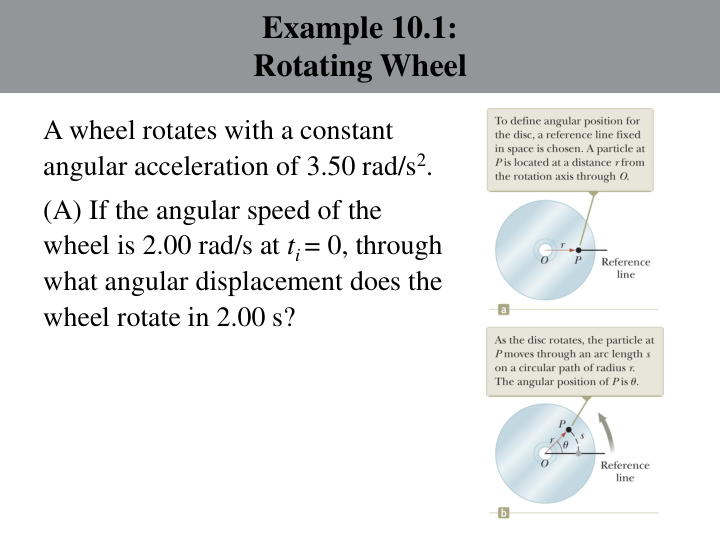 Example 10.1:
Rotating Wheel
A wheel rotates with a constant
angular acceleration of 3.50 rad/s².
(A) If the angular speed of the
wheel is 2.00 rad/s at tᵢ = 0, through
what angular displacement does the
wheel rotate in 2.00 s?
To define angular position for
the disc, a reference line fixed
in space is chosen. A particle at
P is located at a distance r from
the rotation axis through O.
r
O
P
Reference
line
a
As the disc rotates, the particle at
P moves through an arc length s
on a circular path of radius r.
The angular position of P is θ.
P
r
s
θ
O
Reference
line
b